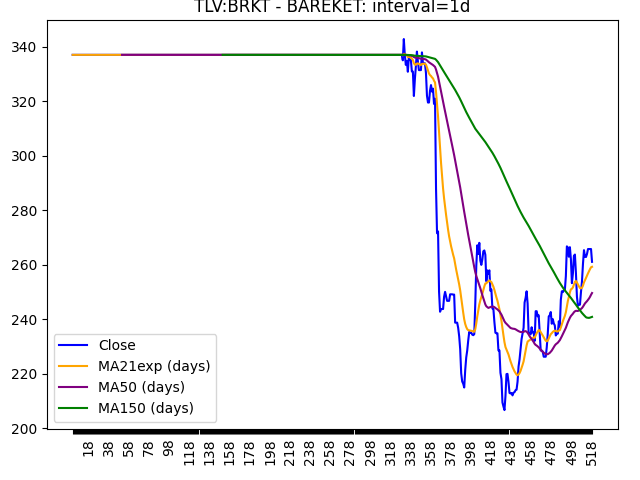 TLV:BRKT - BAREKET: interval=1d
340
320
300
280
260
240
220
200
Close
MA21exp (days)
MA50 (days)
MA150 (days)
18 38 58 78 98 118 138 158 178 198 218 238 258 278 298 318 338 358 378 398 418 438 458 478 498 518